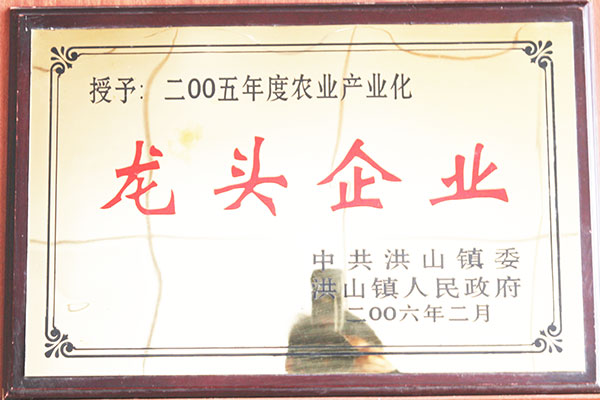 授予：二00五年度农业产业化
龙头企业
中共洪山镇委
洪山镇人民政府
二00六年二月